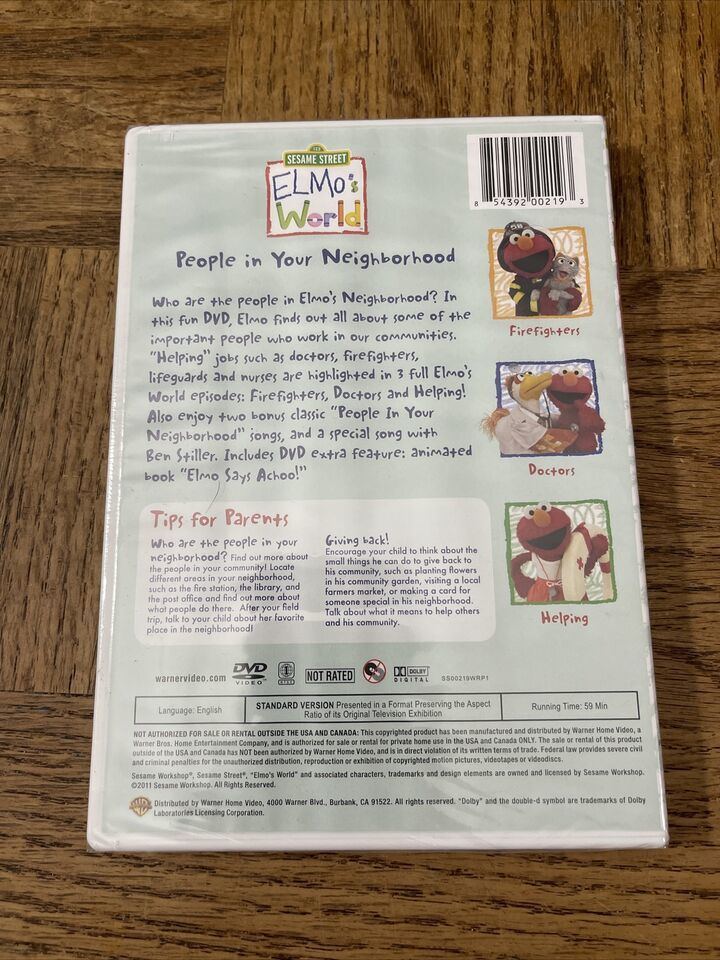 123
SESAME STREET
ELMo's
World
8 54392 00219 3
People in Your Neighborhood
Who are the people in Elmo's Neighborhood? In
this fun DVD, Elmo finds out all about some of the
important people who work in our communities.
"Helping" jobs such as doctors, firefighters,
lifeguards and nurses are highlighted in 3 full Elmo's
World episodes: Firefighters, Doctors and Helping!
Also enjoy two bonus classic "People In Your
Neighborhood" songs, and a special song with
Ben Stiller. Includes DVD extra feature: animated
book "Elmo Says Achoo!"
Firefighters
Doctors
Helping
Tips for Parents
Who are the people in your
neighborhood? Find out more about
the people in your community! Locate
different areas in your neighborhood,
such as the fire station, the library, and
the post office and find out more about
what people do there. After your field
trip, talk to your child about her favorite
place in the neighborhood!
Giving back!
Encourage your child to think about the
small things he can do to give back to
his community, such as planting flowers
in his community garden, visiting a local
farmers market, or making a card for
someone special in his neighborhood.
Talk about what it means to help others
and his community.
warnervideo.com
DVD
VIDEO
NOT RATED
DOLBY
DIGITAL
SS00219WRP1
Language: English
STANDARD VERSION Presented in a Format Preserving the Aspect
Ratio of its Original Television Exhibition
Running Time: 59 Min
NOT AUTHORIZED FOR SALE OR RENTAL OUTSIDE THE USA AND CANADA: This copyrighted product has been manufactured and distributed by Warner Home Video, a
Warner Bros. Home Entertainment Company, and is authorized for sale or rental for private home use in the USA and Canada ONLY. The sale or rental of this product
outside of the USA and Canada has NOT been authorized by Warner Home Video, and is in direct violation of its written terms of trade. Federal law provides severe civil
and criminal penalties for the unauthorized distribution, reproduction or exhibition of copyrighted motion pictures, videotapes or videodiscs.
Sesame Workshop®, Sesame Street®, "Elmo's World" and associated characters, trademarks and design elements are owned and licensed by Sesame Workshop.
©2011 Sesame Workshop. All Rights Reserved.
Distributed by Warner Home Video, 4000 Warner Blvd., Burbank, CA 91522. All rights reserved. "Dolby" and the double-d symbol are trademarks of Dolby
Laboratories Licensing Corporation.